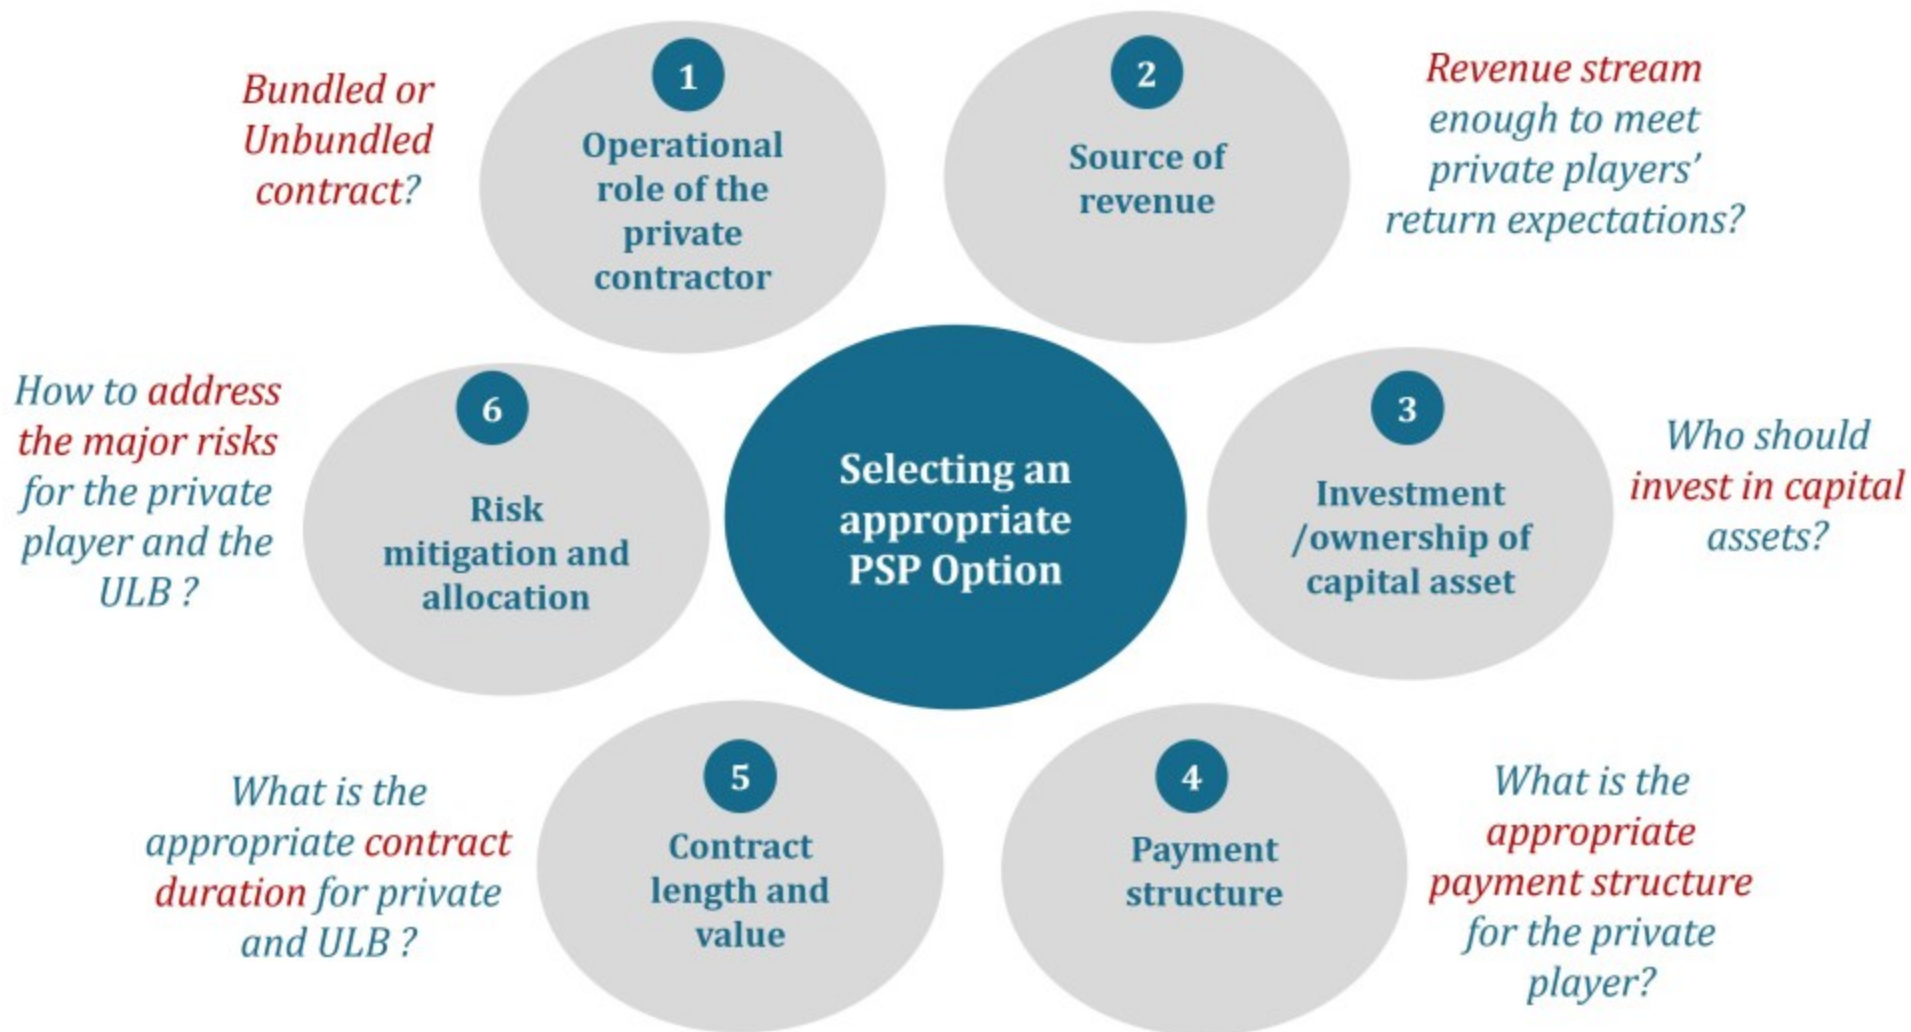 Bundled or
Unbundled
contract?
1
Operational
role of the
private
contractor
2
Source of
revenue
Revenue stream
enough to meet
private players’
return expectations?
3
Investment
/ownership of
capital asset
Who should
invest in capital
assets?
4
Payment
structure
What is the
appropriate
payment structure
for the private
player?
5
Contract
length and
value
What is the
appropriate contract
duration for private
and ULB ?
6
Risk
mitigation and
allocation
How to address
the major risks
for the private
player and the
ULB ?
Selecting an
appropriate
PSP Option